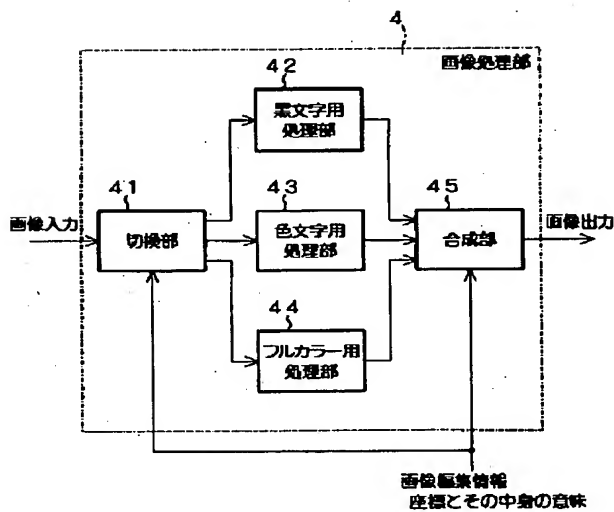 4
画像処理部
42
黒文字用
処理部
41
43
45
画像入力
切換部
色文字用
処理部
合成部
画像出力
44
フルカラー用
処理部
画像編集情報
座標とその中身の意味